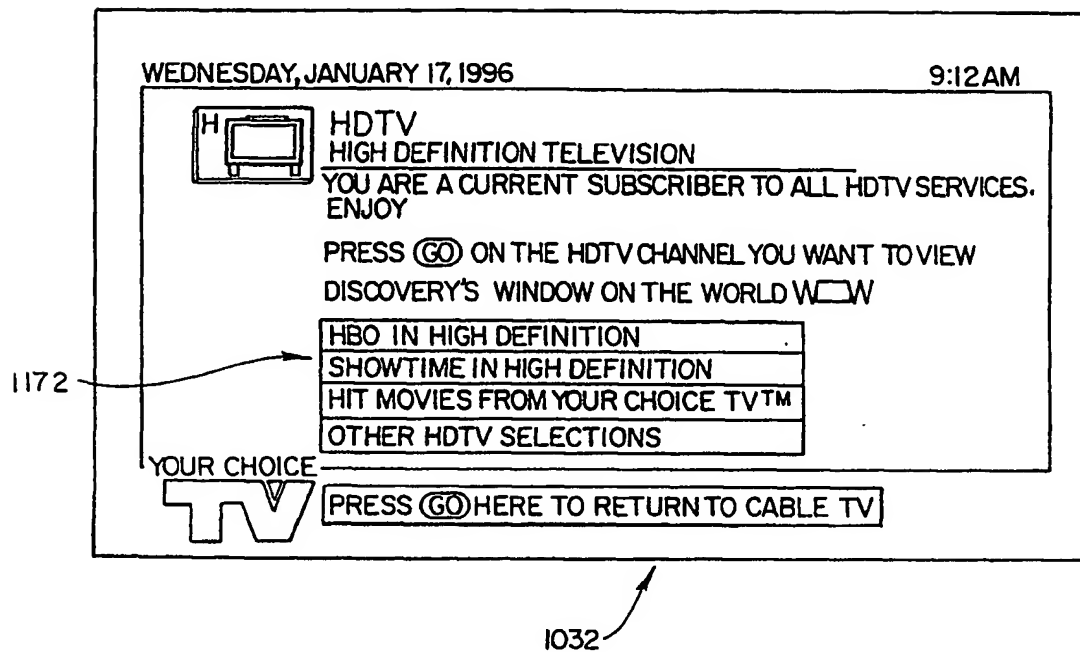 WEDNESDAY, JANUARY 17, 1996 9:12 AM
H HDTV
HIGH DEFINITION TELEVISION
YOU ARE A CURRENT SUBSCRIBER TO ALL HDTV SERVICES.
ENJOY
PRESS GO ON THE HDTV CHANNEL YOU WANT TO VIEW
DISCOVERY'S WINDOW ON THE WORLD WOW
HBO IN HIGH DEFINITION
1172
SHOWTIME IN HIGH DEFINITION
HIT MOVIES FROM YOUR CHOICE TV™
OTHER HDTV SELECTIONS
YOUR CHOICE
TV
PRESS GO HERE TO RETURN TO CABLE TV
1032